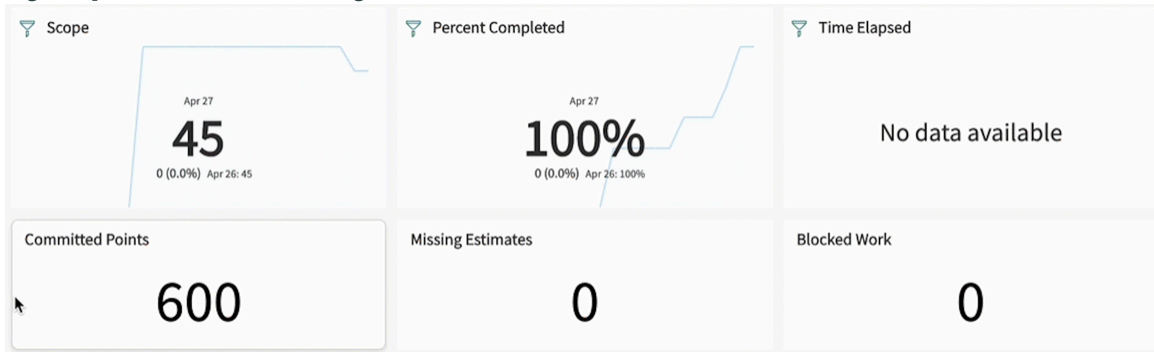 Scope
Apr 27
45
0 (0.0%) Apr 26: 45
Percent Completed
Apr 27
100%
0 (0.0%) Apr 26: 100%
Time Elapsed
No data available
Committed Points
600
Missing Estimates
0
Blocked Work
0